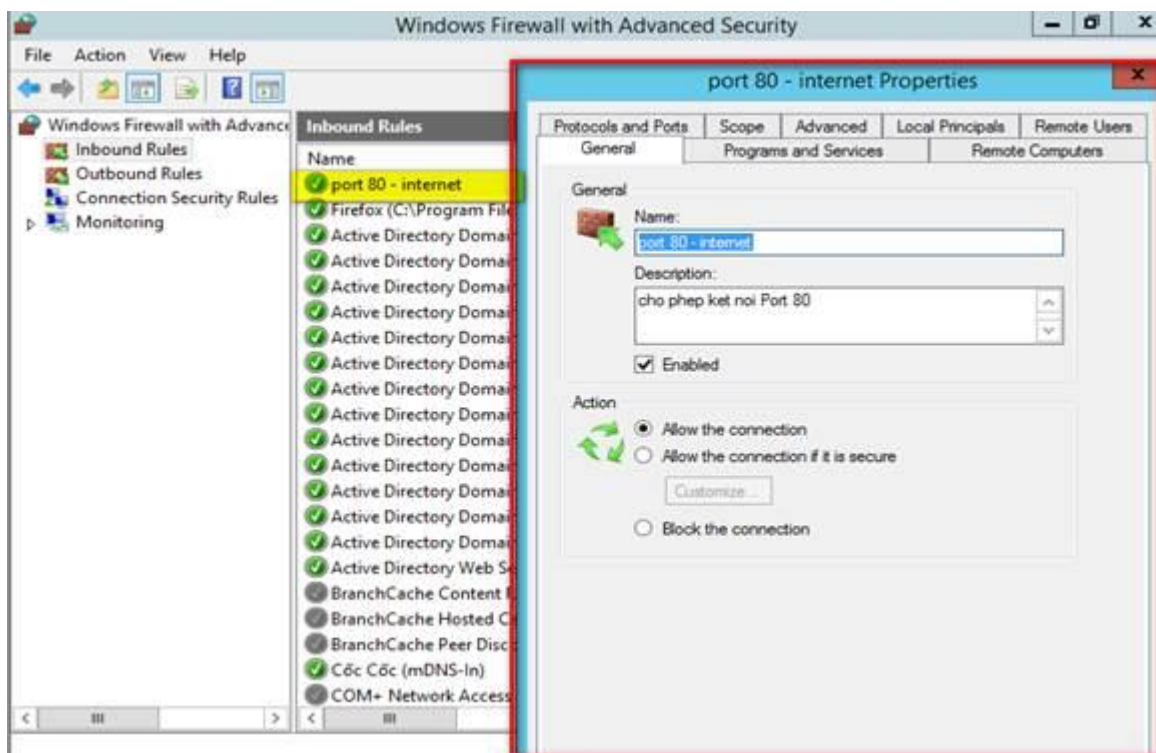 Windows Firewall with Advanced Security
File Action View Help
Windows Firewall with Advance
Inbound Rules
Outbound Rules
Connection Security Rules
Monitoring
Inbound Rules
Name
port 80 - internet
Firefox (C:\Program File
Active Directory Domai
Active Directory Domai
Active Directory Domai
Active Directory Domai
Active Directory Domai
Active Directory Domai
Active Directory Domai
Active Directory Domai
Active Directory Domai
Active Directory Domai
Active Directory Domai
Active Directory Domai
Active Directory Domai
Active Directory Web Se
BranchCache Content
BranchCache Hosted C
BranchCache Peer Disc
Cốc Cốc (mDNS-In)
COM+ Network Access
port 80 - internet Properties
Protocols and Ports Scope Advanced Local Principals Remote Users
General Programs and Services Remote Computers
General
Name:
port 80 - internet
Description:
cho phep ket noi Port 80
Enabled
Action
Allow the connection
Allow the connection if it is secure
Customize...
Block the connection